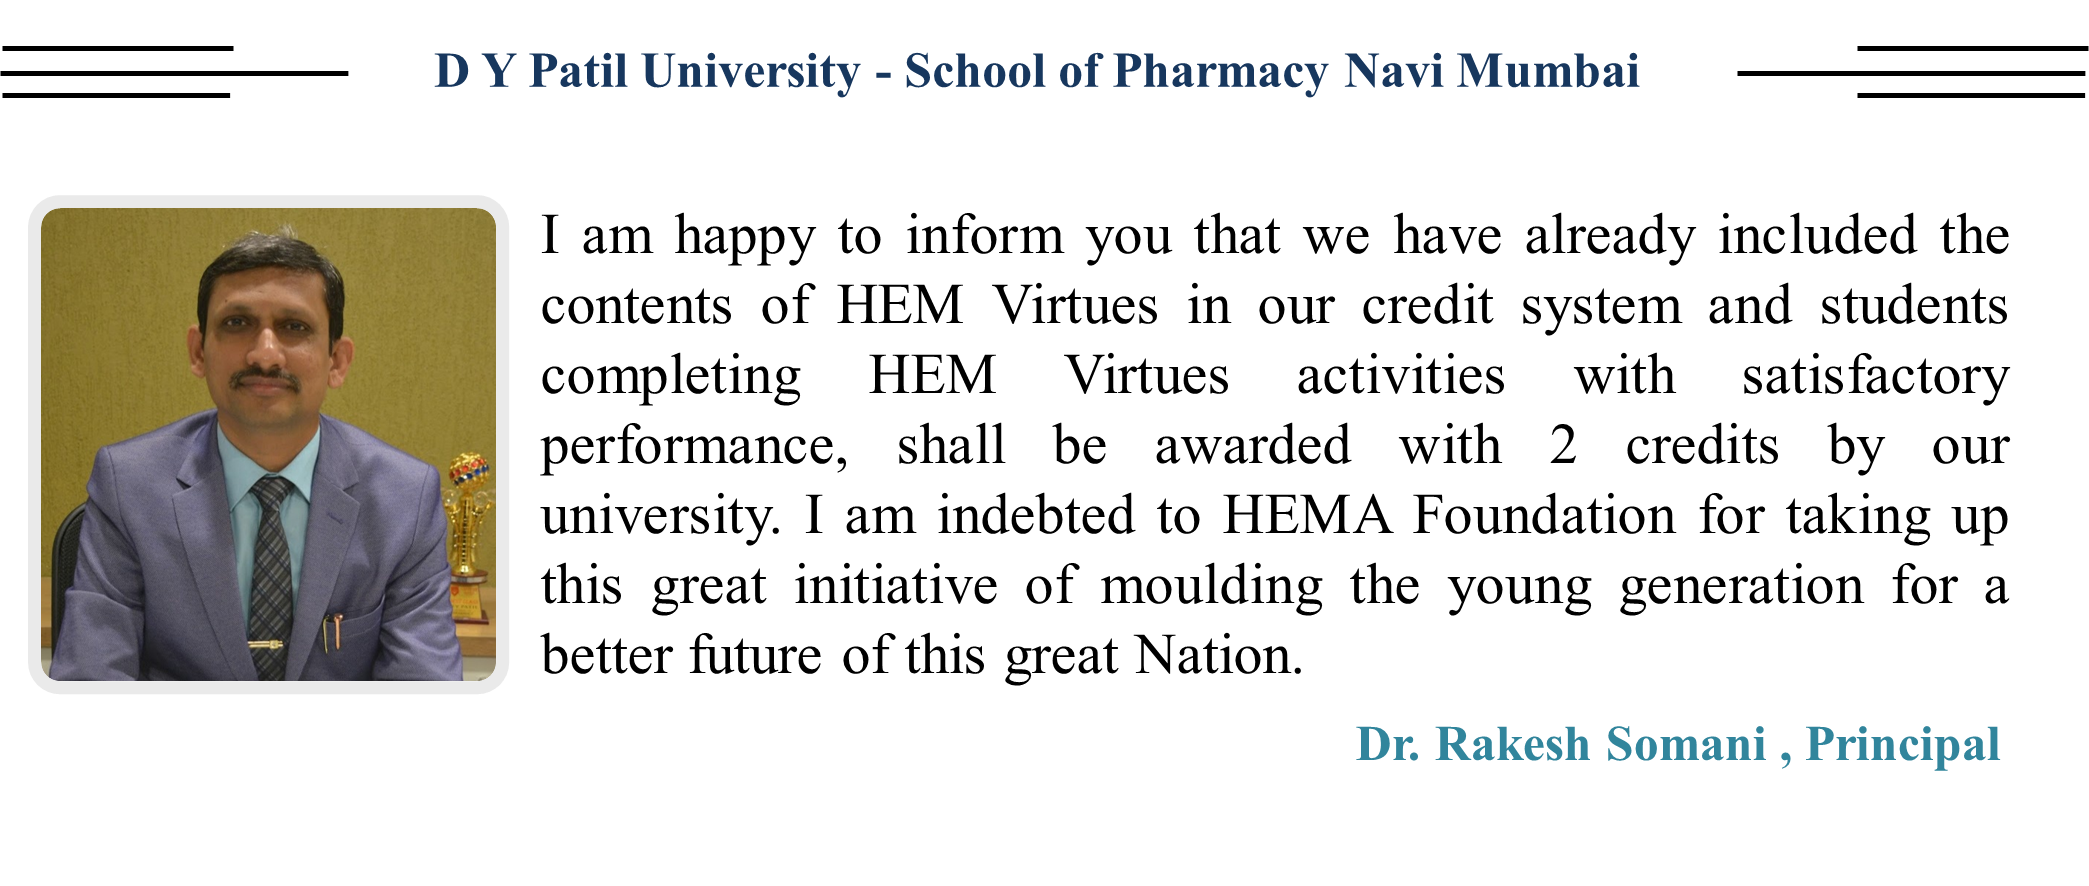 D Y Patil University - School of Pharmacy Navi Mumbai
I am happy to inform you that we have already included the
contents of HEM Virtues in our credit system and students
completing HEM Virtues activities with satisfactory
performance, shall be awarded with 2 credits by our
university. I am indebted to HEMA Foundation for taking up
this great initiative of moulding the young generation for a
better future of this great Nation.
Dr. Rakesh Somani , Principal